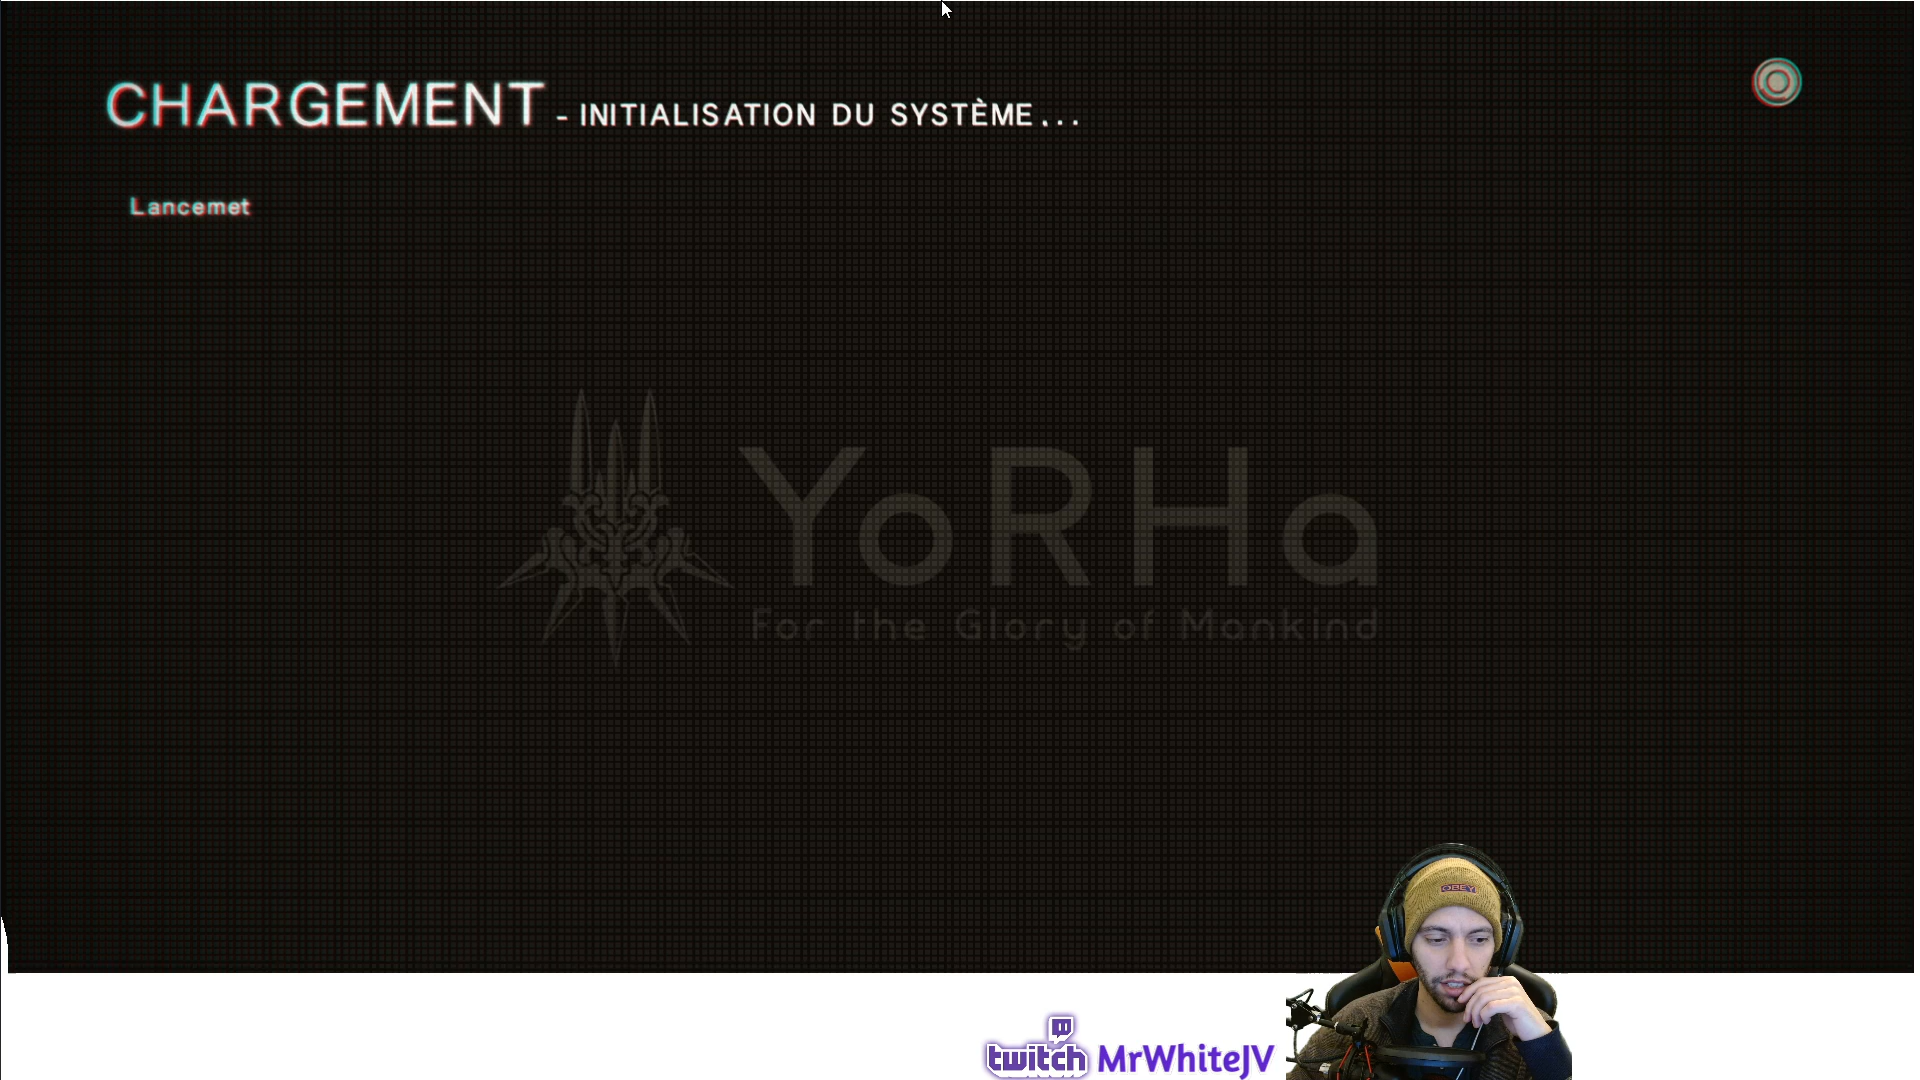 CHARGEMENT - INITIALISATION DU SYSTÈME...
Lancemet
YoRHa
For the Glory of Mankind
OBEY
twitch MrWhiteJV